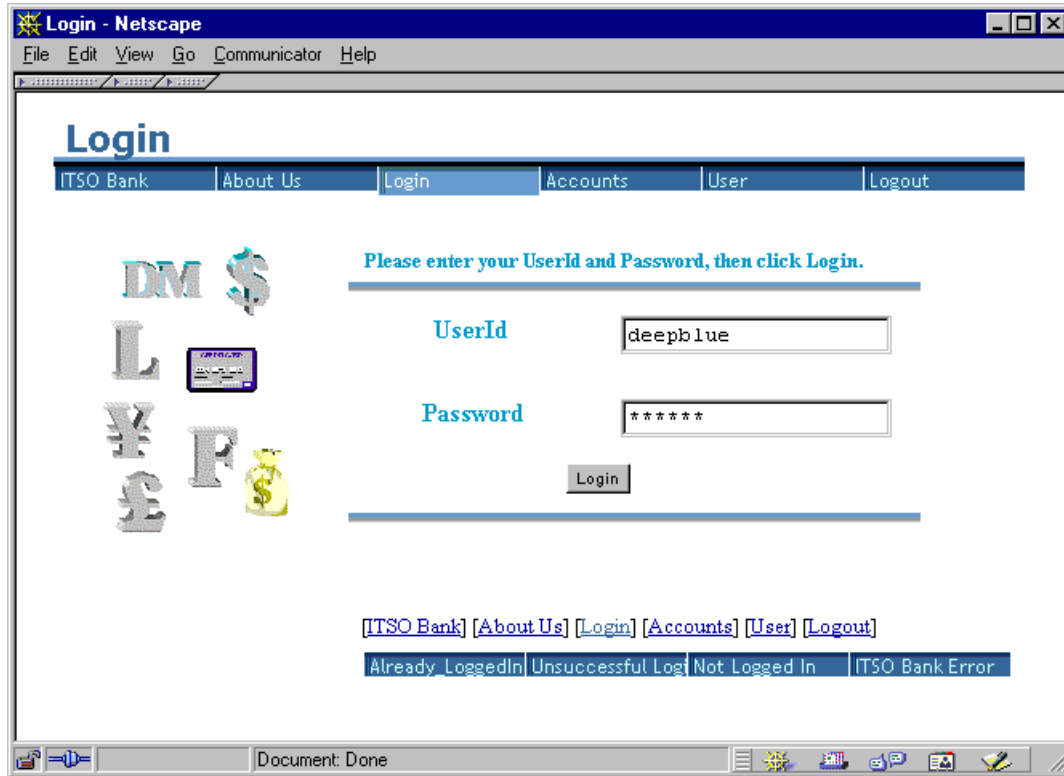 Login - Netscape
File Edit View Go Communicator Help
Login
ITSO Bank About Us Login Accounts User Logout
Please enter your UserId and Password, then click Login.
DM $
UserId deepblue
L
Password ******
¥ F
$
Login
£
[ITSO Bank] [About Us] [Login] [Accounts] [User] [Logout]
Already_LoggedIn Unsuccessful Logi Not Logged In ITSO Bank Error
Document: Done